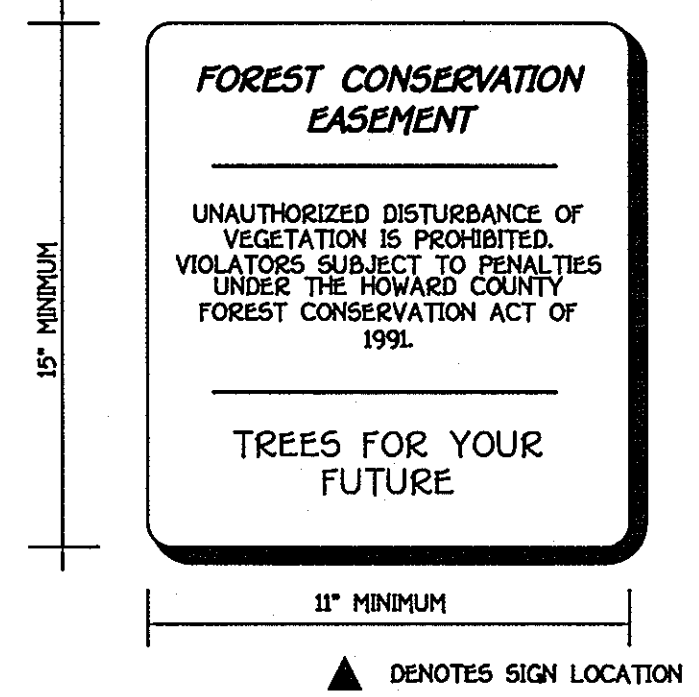 FOREST CONSERVATION
EASEMENT
UNAUTHORIZED DISTURBANCE OF
VEGETATION IS PROHIBITED.
VIOLATORS SUBJECT TO PENALTIES
UNDER THE HOWARD COUNTY
FOREST CONSERVATION ACT OF
1991.
TREES FOR YOUR
FUTURE
15" MINIMUM
11" MINIMUM
DENOTES SIGN LOCATION